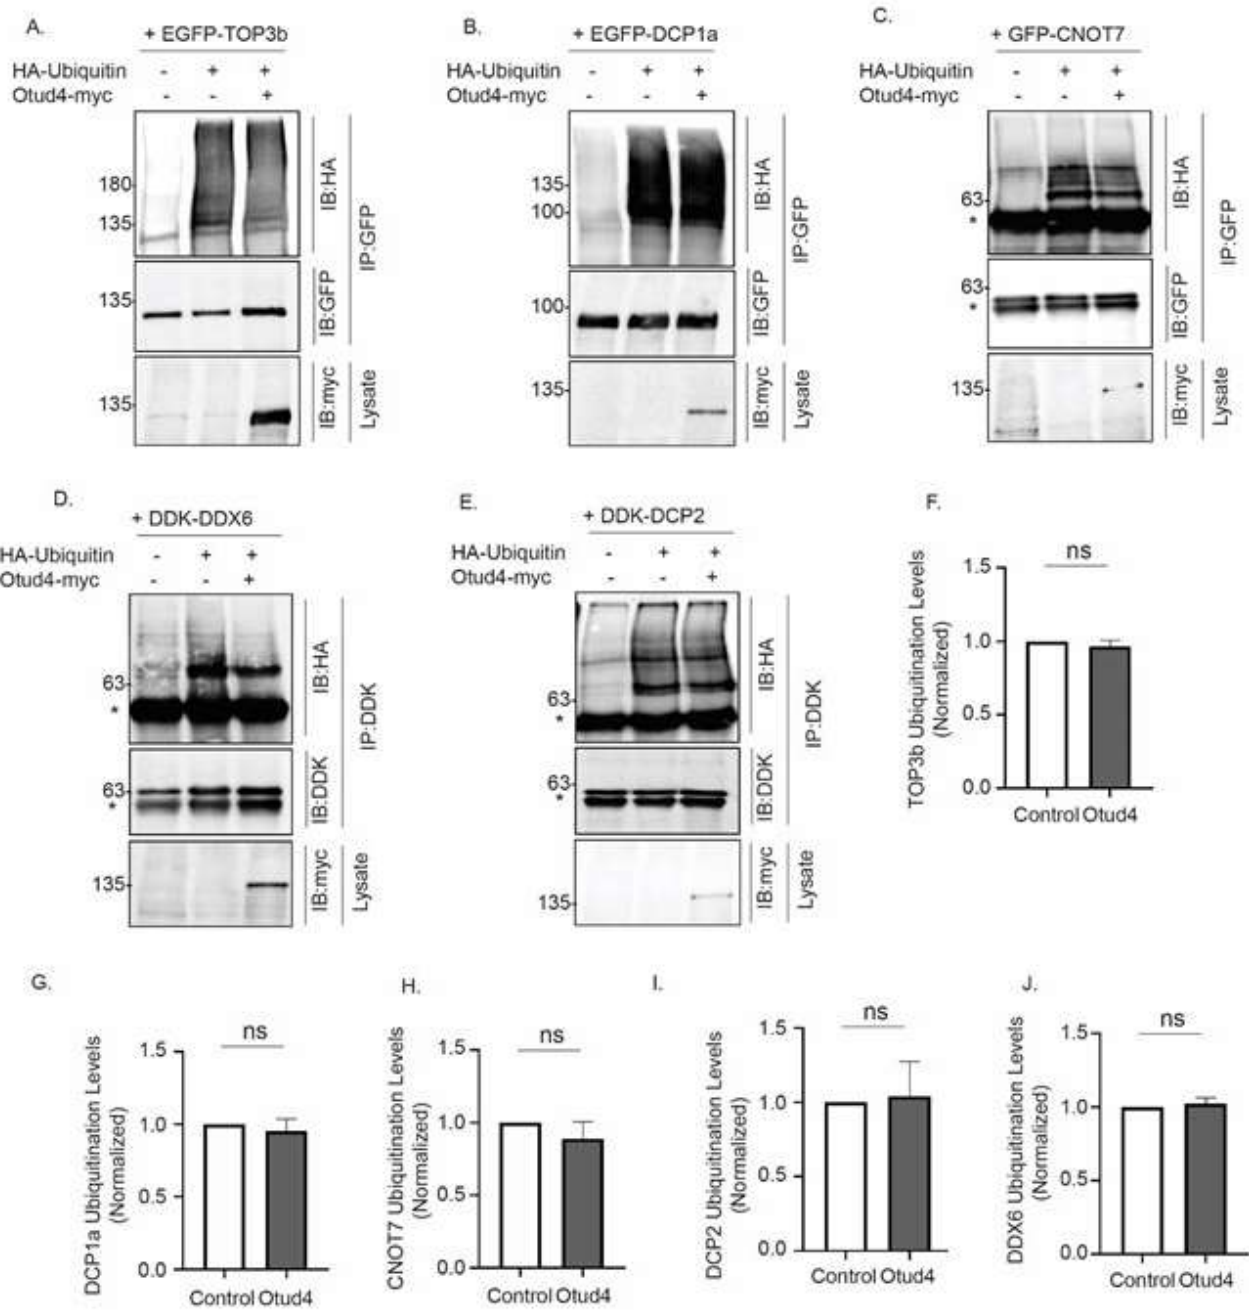 A.
+ EGFP-TOP3b
HA-Ubiquitin - + +
Otud4-myc - - +
180
135
IB:HA
135
IB:GFP
IP:GFP
135
IB:myc
Lysate
B.
+ EGFP-DCP1a
HA-Ubiquitin - + +
Otud4-myc - - +
135
100
IB:HA
100
IB:GFP
IP:GFP
135
IB:myc
Lysate
C.
+ GFP-CNOT7
HA-Ubiquitin - + +
Otud4-myc - - +
63
*
IB:HA
63
*
IB:GFP
IP:GFP
135
IB:myc
Lysate
D.
+ DDK-DDX6
HA-Ubiquitin - + +
Otud4-myc - - +
63
*
IB:HA
63
*
IB:DDK
IP:DDK
135
IB:myc
Lysate
E.
+ DDK-DCP2
HA-Ubiquitin - + +
Otud4-myc - - +
63
*
IB:HA
63
*
IB:DDK
IP:DDK
135
IB:myc
Lysate
F.
TOP3b Ubiquitination Levels
(Normalized)
ns
1.5
1.0
0.5
0.0
Control Otud4
G.
DCP1a Ubiquitination Levels
(Normalized)
ns
1.5
1.0
0.5
0.0
Control Otud4
H.
CNOT7 Ubiquitination Levels
(Normalized)
ns
1.5
1.0
0.5
0.0
Control Otud4
I.
DCP2 Ubiquitination Levels
(Normalized)
ns
1.5
1.0
0.5
0.0
Control Otud4
J.
DDX6 Ubiquitination Levels
(Normalized)
ns
1.5
1.0
0.5
0.0
Control Otud4